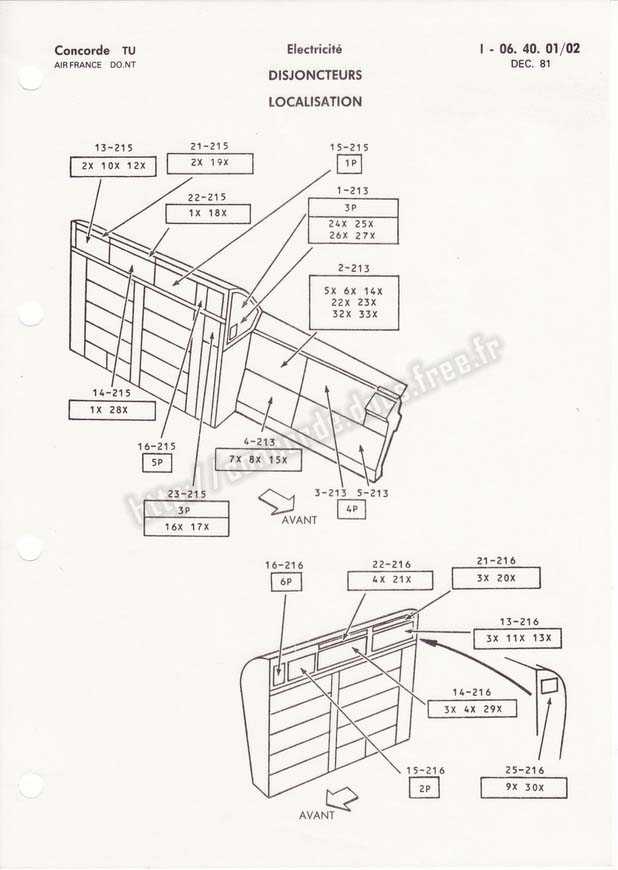 Concorde TU
AIR FRANCE DO.NT
Electricité
DISJONCTEURS
LOCALISATION
I - 06. 40. 01/02
DEC. 81
13-215
2X 10X 12X
21-215
2X 19X
15-215
1P
22-215
1X 18X
1-213
3P
24X 25X
26X 27X
2-213
5X 6X 14X
22X 23X
32X 33X
14-215
1X 28X
16-215
5P
4-213
7X 8X 15X
23-215
3P
16X 17X
3-213 5-213
4P
AVANT
16-216
6P
22-216
4X 21X
21-216
3X 20X
13-216
3X 11X 13X
14-216
3X 4X 29X
15-216
2P
25-216
9X 30X
AVANT
http://concorde.dons.free.fr